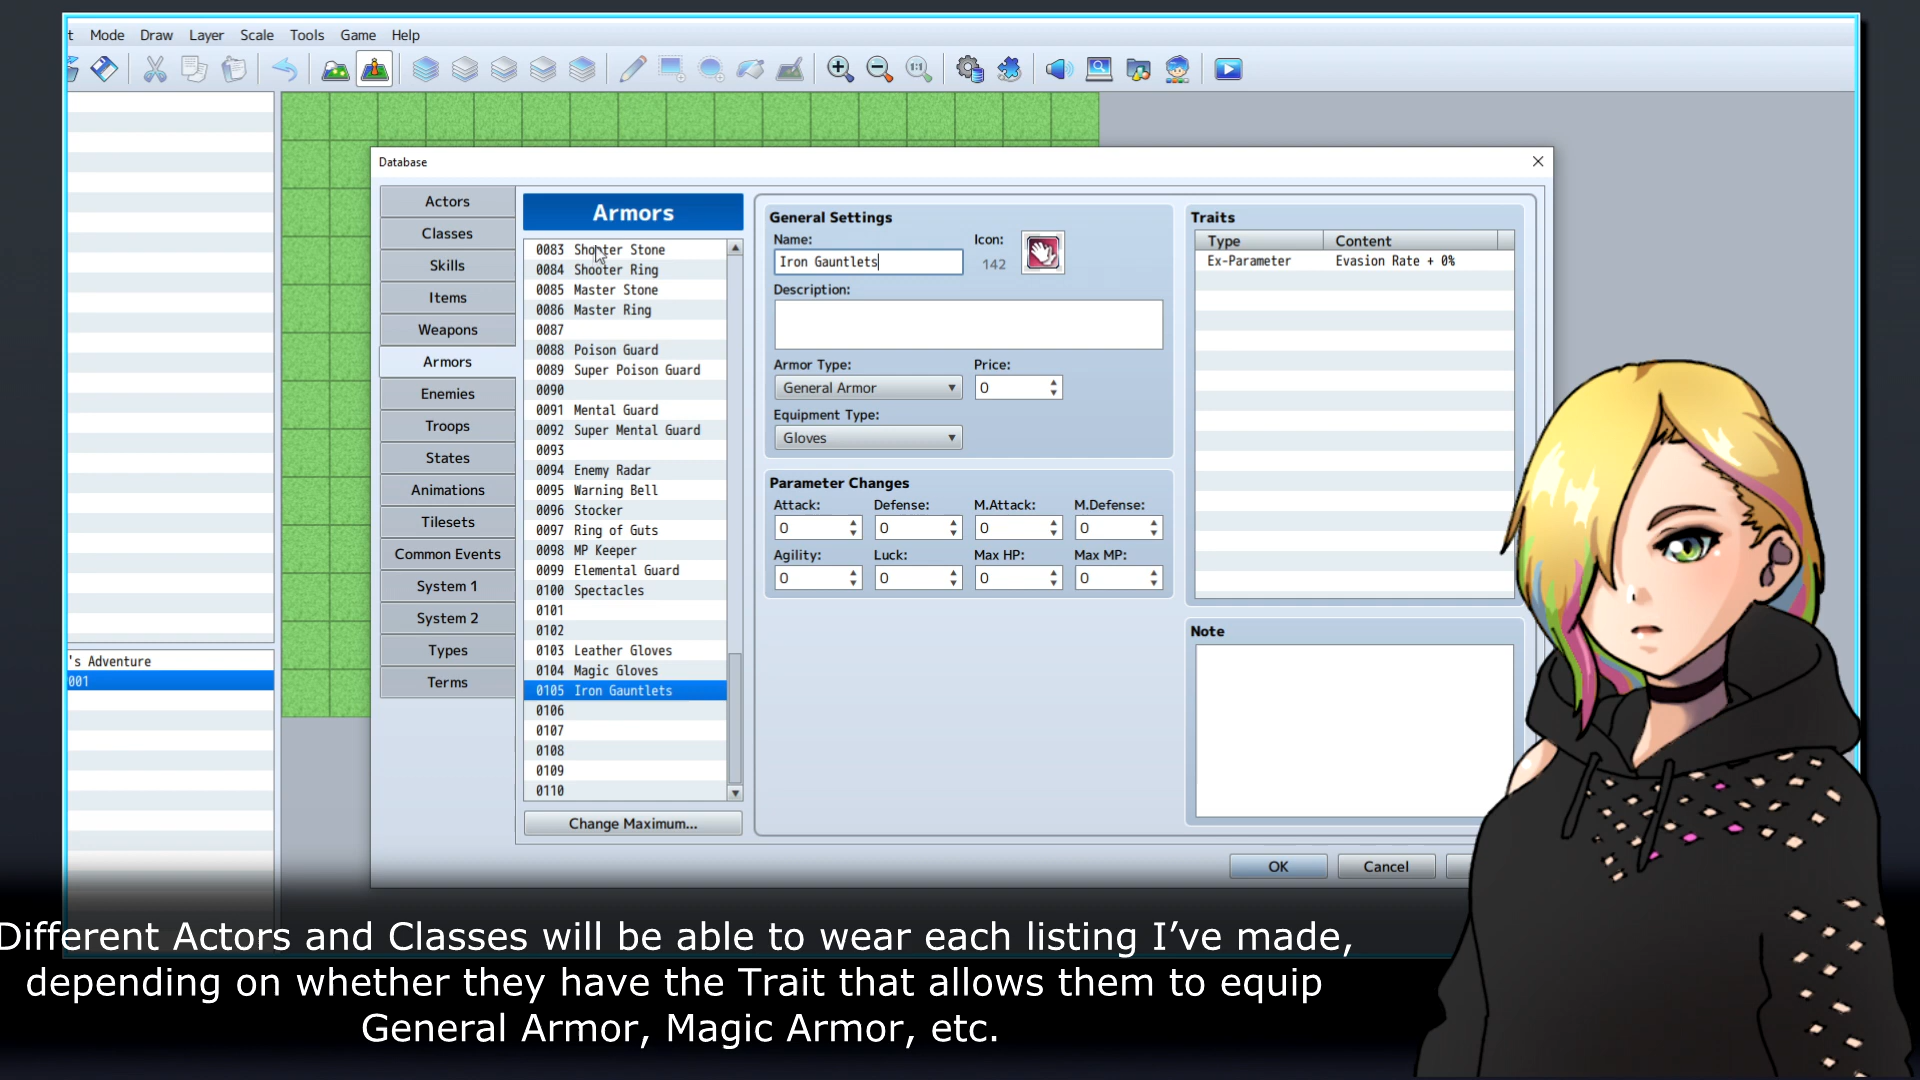 t Mode Draw Layer Scale Tools Game Help
1:1
Database
Actors
Classes
Skills
Items
Weapons
Armors
Enemies
Troops
States
Animations
Tilesets
Common Events
System 1
System 2
Types
Terms
Armors
0083 Shooter Stone
0084 Shooter Ring
0085 Master Stone
0086 Master Ring
0087
0088 Poison Guard
0089 Super Poison Guard
0090
0091 Mental Guard
0092 Super Mental Guard
0093
0094 Enemy Radar
0095 Warning Bell
0096 Stocker
0097 Ring of Guts
0098 MP Keeper
0099 Elemental Guard
0100 Spectacles
0101
0102
0103 Leather Gloves
0104 Magic Gloves
0105 Iron Gauntlets
0106
0107
0108
0109
0110
Change Maximum...
General Settings
Name: Icon:
Iron Gauntlets 142
Description:
Armor Type: Price:
General Armor 0
Equipment Type:
Gloves
Parameter Changes
Attack: Defense: M.Attack: M.Defense:
0 0 0 0
Agility: Luck: Max HP: Max MP:
0 0 0 0
Traits
Type Content
Ex-Parameter Evasion Rate + 0%
Note
OK Cancel
's Adventure
001
Different Actors and Classes will be able to wear each listing I’ve made,
depending on whether they have the Trait that allows them to equip
General Armor, Magic Armor, etc.